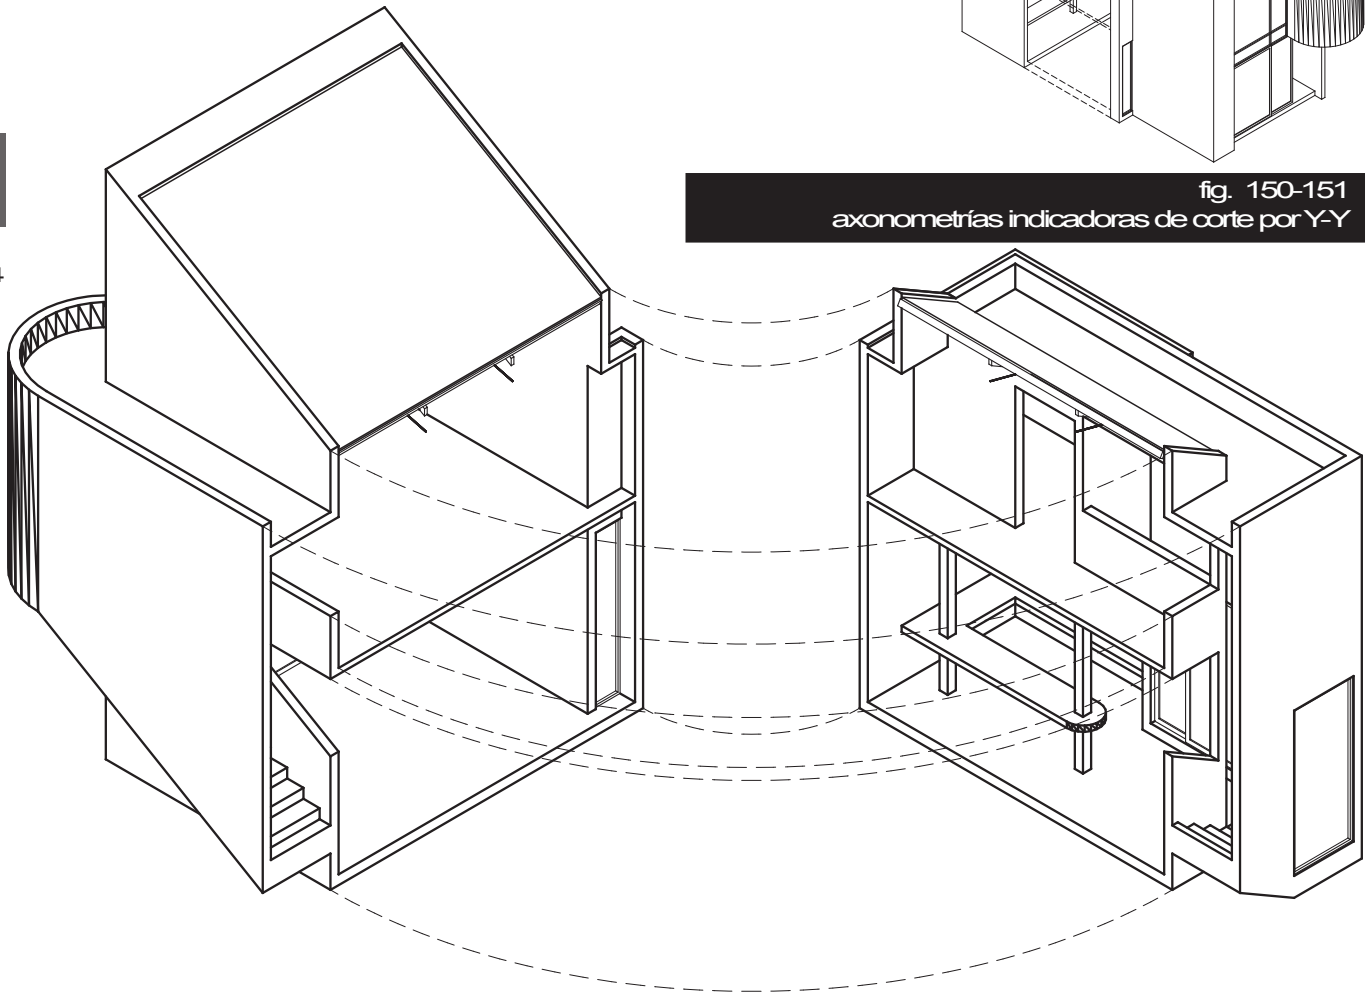 fig. 150-151
axonometrías indicadoras de corte por Y-Y